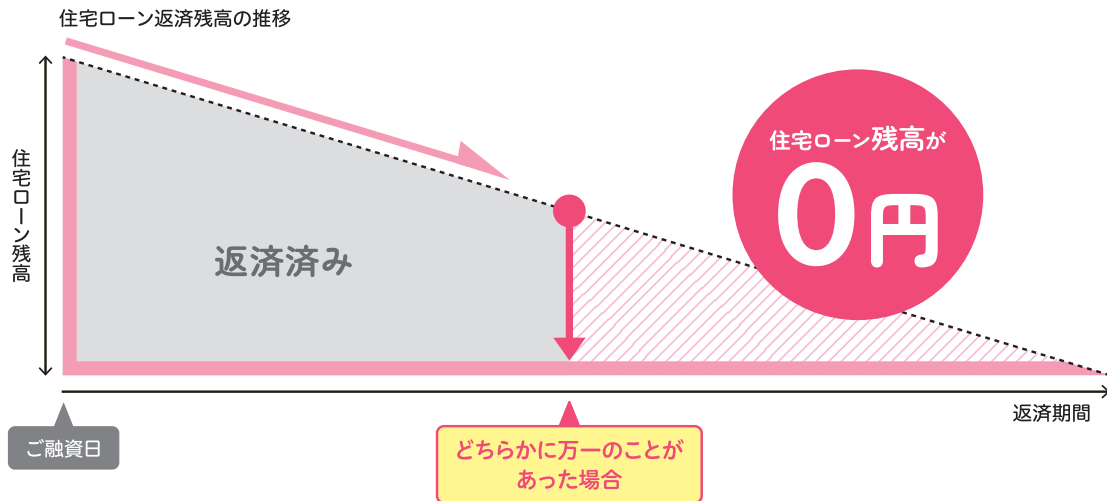 住宅ローン返済残高の推移
住宅ローン残高
返済済み
住宅ローン残高が
0円
返済期間
ご融資日
どちらかに万一のことが
あった場合